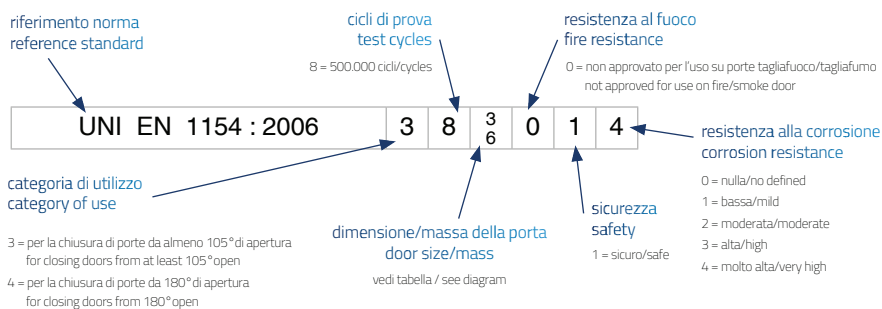 riferimento norma
reference standard
cicli di prova
test cycles
8 = 500.000 cicli/cycles
resistenza al fuoco
fire resistance
0 = non approvato per l'uso su porte tagliafuoco/tagliafumo
not approved for use on fire/smoke door
UNI EN 1154 : 2006 3 8 3 0 1 4
6
resistenza alla corrosione
corrosion resistance
0 = nulla/no defined
1 = bassa/mild
2 = moderata/moderate
3 = alta/high
4 = molto alta/very high
categoria di utilizzo
category of use
3 = per la chiusura di porte da almeno 105° di apertura
for closing doors from at least 105° open
4 = per la chiusura di porte da 180° di apertura
for closing doors from 180° open
dimensione/massa della porta
door size/mass
vedi tabella / see diagram
sicurezza
safety
1 = sicuro/safe